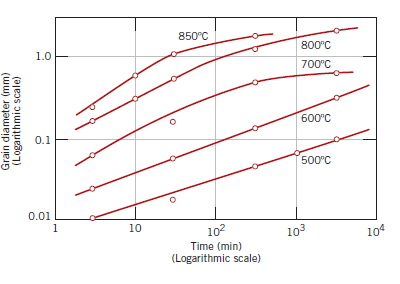 850°C
800°C
700°C
600°C
500°C
1.0
0.1
0.01
Grain diameter (mm)
(Logarithmic scale)
1
10
10²
10³
10⁴
Time (min)
(Logarithmic scale)